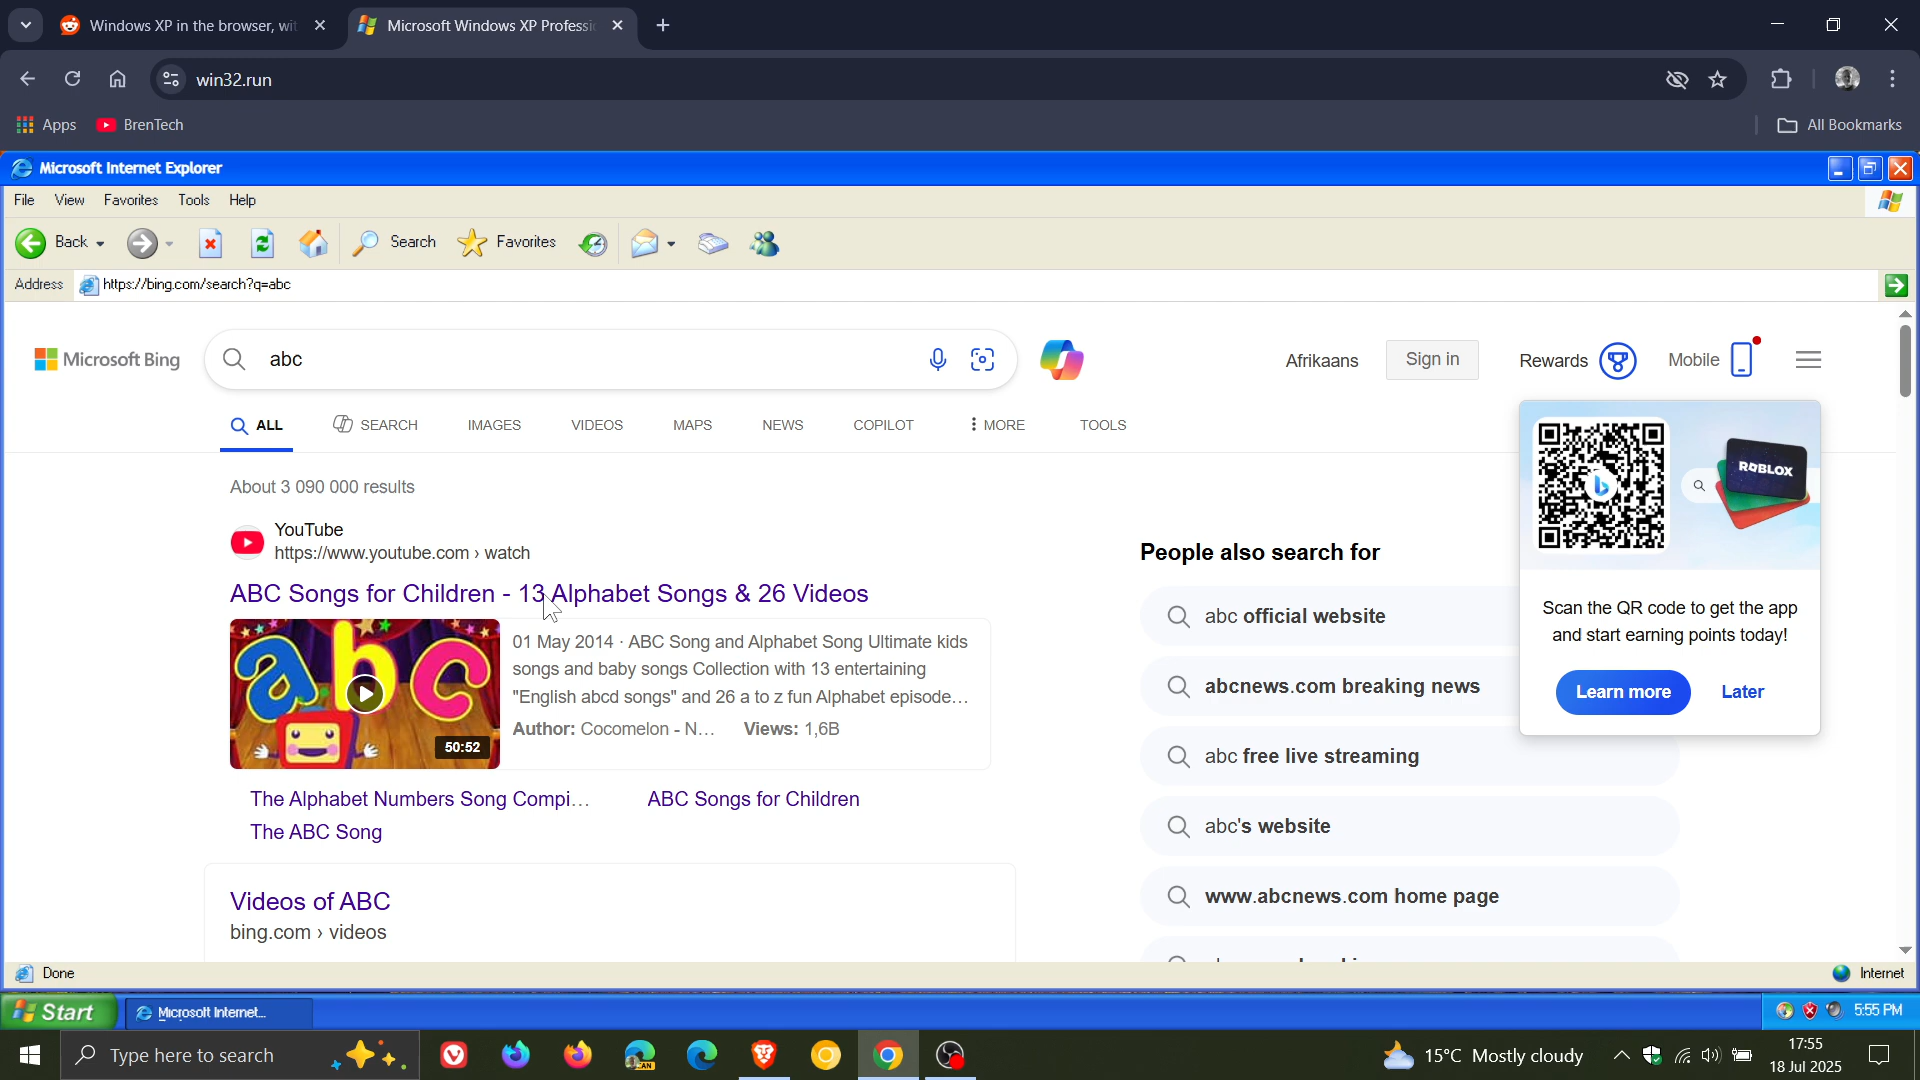 Windows XP in the browser, wit
Microsoft Windows XP Professi
win32.run
Apps
BrenTech
All Bookmarks
Microsoft Internet Explorer
File View Favorites Tools Help
Back Search Favorites
Address https://bing.com/search?q=abc
Microsoft Bing
abc
Afrikaans
Sign in
Rewards
Mobile
ALL SEARCH IMAGES VIDEOS MAPS NEWS COPILOT MORE TOOLS
About 3 090 000 results
YouTube
https://www.youtube.com › watch
ABC Songs for Children - 13 Alphabet Songs & 26 Videos
abc
50:52
01 May 2014 · ABC Song and Alphabet Song Ultimate kids
songs and baby songs Collection with 13 entertaining
"English abcd songs" and 26 a to z fun Alphabet episode...
Author: Cocomelon - N... Views: 1,6B
The Alphabet Numbers Song Compi...
ABC Songs for Children
The ABC Song
Videos of ABC
bing.com › videos
People also search for
abc official website
abcnews.com breaking news
abc free live streaming
abc's website
www.abcnews.com home page
ROBLOX
Scan the QR code to get the app
and start earning points today!
Learn more
Later
Done
Internet
Start
Microsoft Internet...
5:55 PM
Type here to search
CAN
15°C Mostly cloudy
17:55
18 Jul 2025